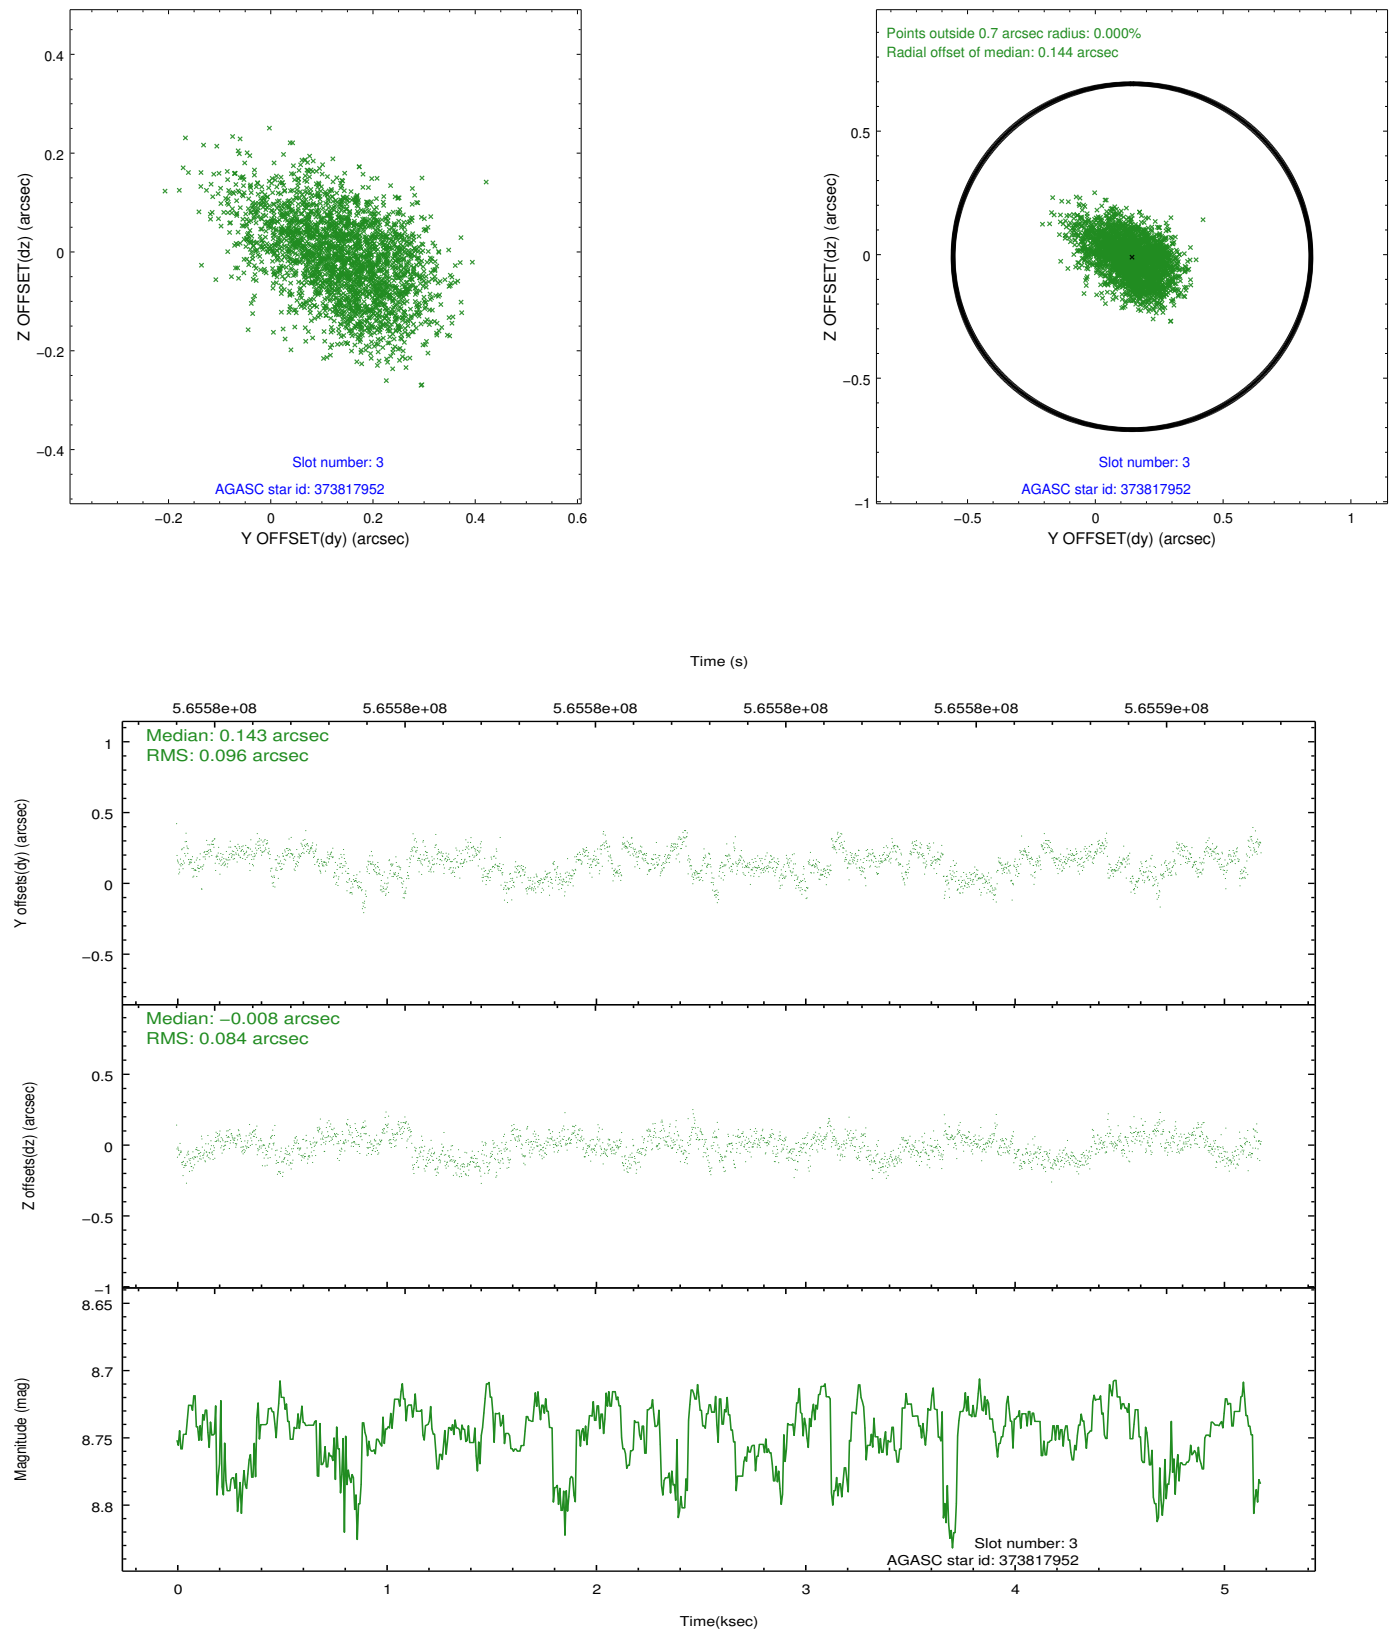 0.4
0.2
0
−0.2
−0.4
Z OFFSET(dz) (arcsec)
Slot number: 3
AGASC star id: 373817952
−0.2 0 0.2 0.4 0.6
Y OFFSET(dy) (arcsec)
Points outside 0.7 arcsec radius: 0.000%
Radial offset of median: 0.144 arcsec
0.5
0
−0.5
−1
Z OFFSET(dz) (arcsec)
Slot number: 3
AGASC star id: 373817952
−0.5 0 0.5 1
Y OFFSET(dy) (arcsec)
Time (s)
5.6558e+08 5.6558e+08 5.6558e+08 5.6558e+08 5.6558e+08 5.6559e+08
Median: 0.143 arcsec
RMS: 0.096 arcsec
1
0.5
0
−0.5
Y offsets(dy) (arcsec)
Median: −0.008 arcsec
RMS: 0.084 arcsec
0.5
0
−0.5
−1
Z offsets(dz) (arcsec)
8.65
8.7
8.75
8.8
Magnitude (mag)
Slot number: 3
AGASC star id: 373817952
0 1 2 3 4 5
Time(ksec)